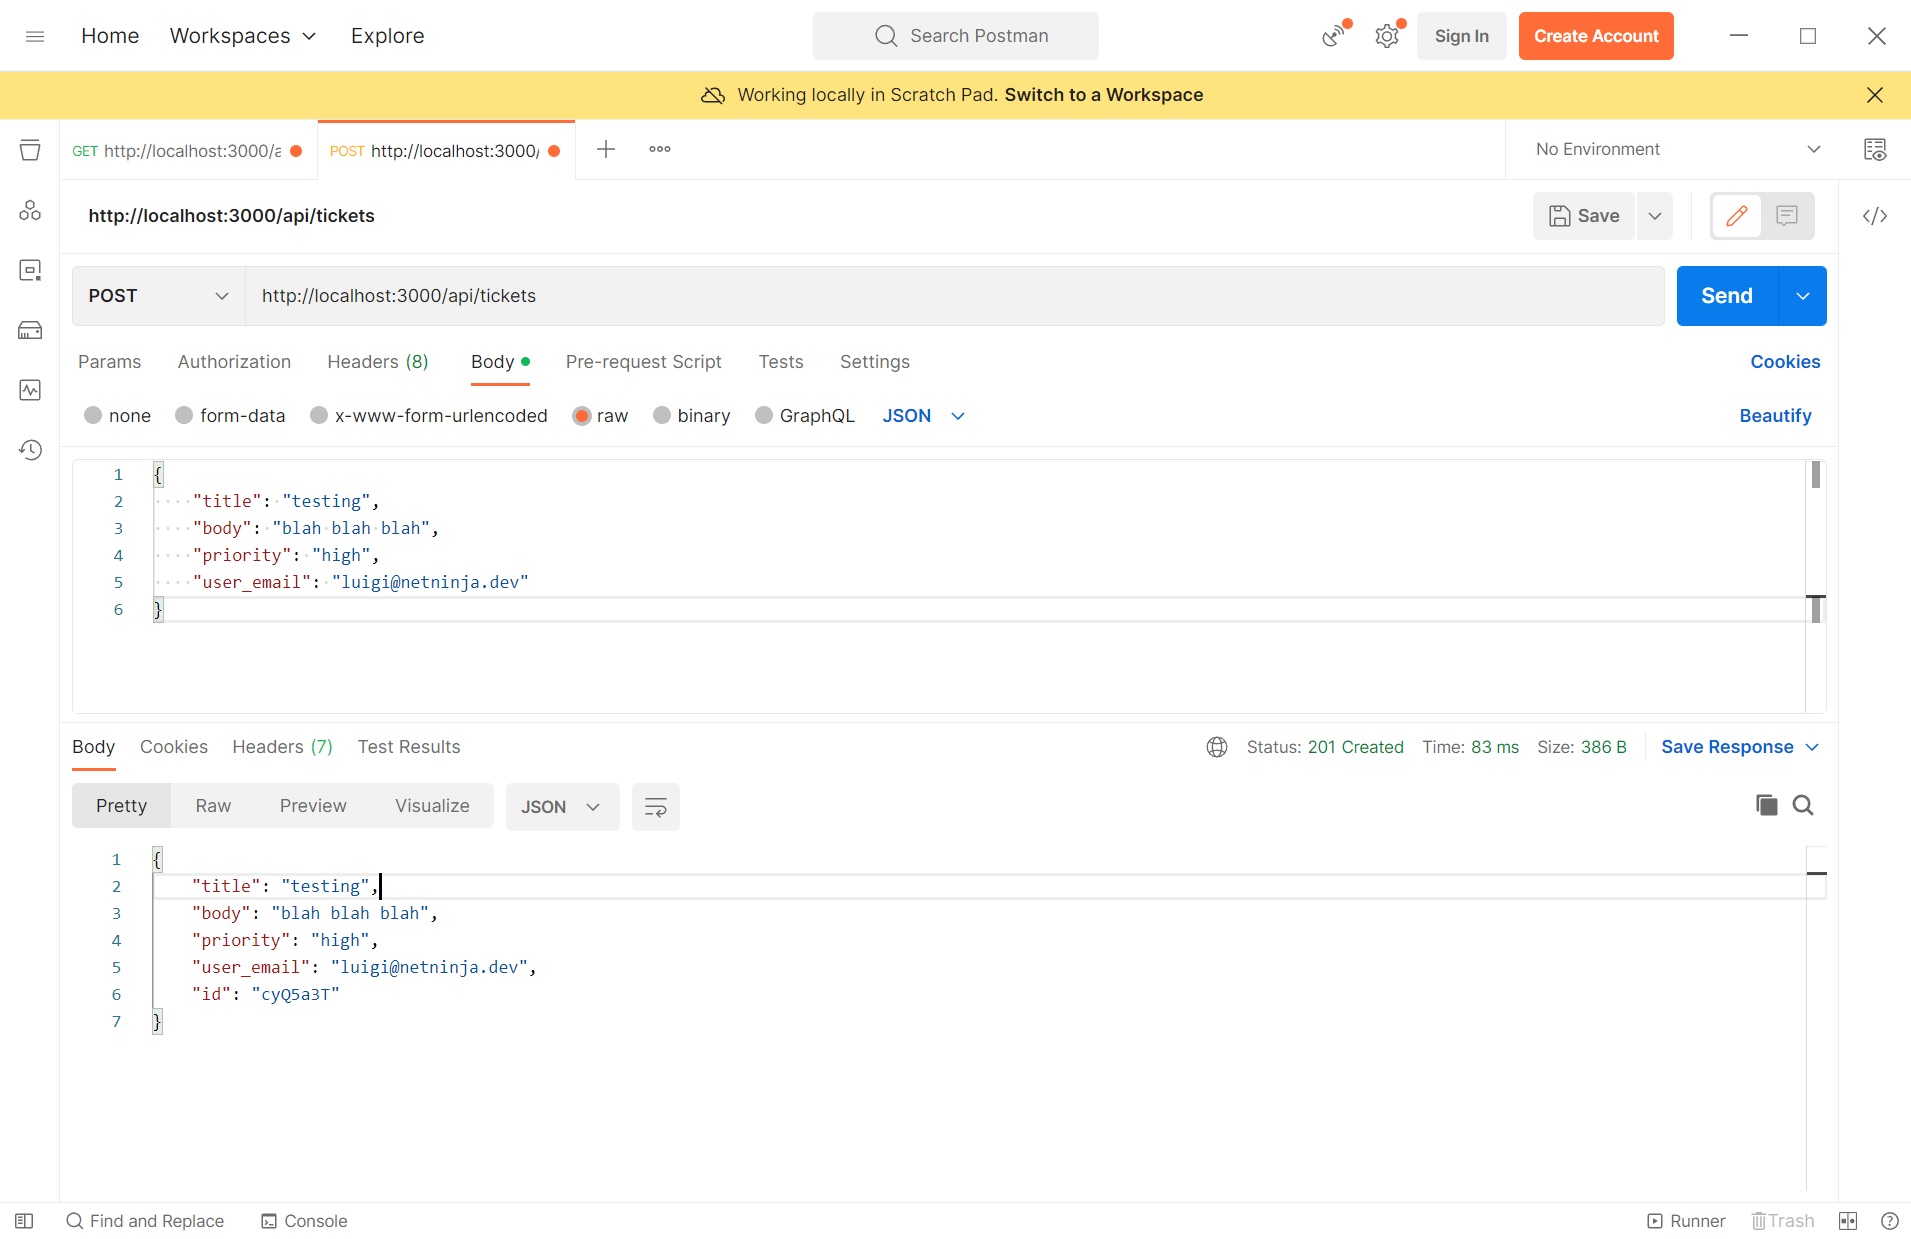 Home Workspaces Explore Search Postman Sign In Create Account
Working locally in Scratch Pad. Switch to a Workspace
GET http://localhost:3000/a POST http://localhost:3000/ No Environment
http://localhost:3000/api/tickets Save
POST http://localhost:3000/api/tickets Send
Params Authorization Headers (8) Body Pre-request Script Tests Settings Cookies
none form-data x-www-form-urlencoded raw binary GraphQL JSON Beautify
1 {
2 "title": "testing",
3 "body": "blah blah blah",
4 "priority": "high",
5 "user_email": "luigi@netninja.dev"
6 }
Body Cookies Headers (7) Test Results Status: 201 Created Time: 83 ms Size: 386 B Save Response
Pretty Raw Preview Visualize JSON
1 {
2 "title": "testing",
3 "body": "blah blah blah",
4 "priority": "high",
5 "user_email": "luigi@netninja.dev",
6 "id": "cyQ5a3T"
7 }
Find and Replace Console Runner Trash